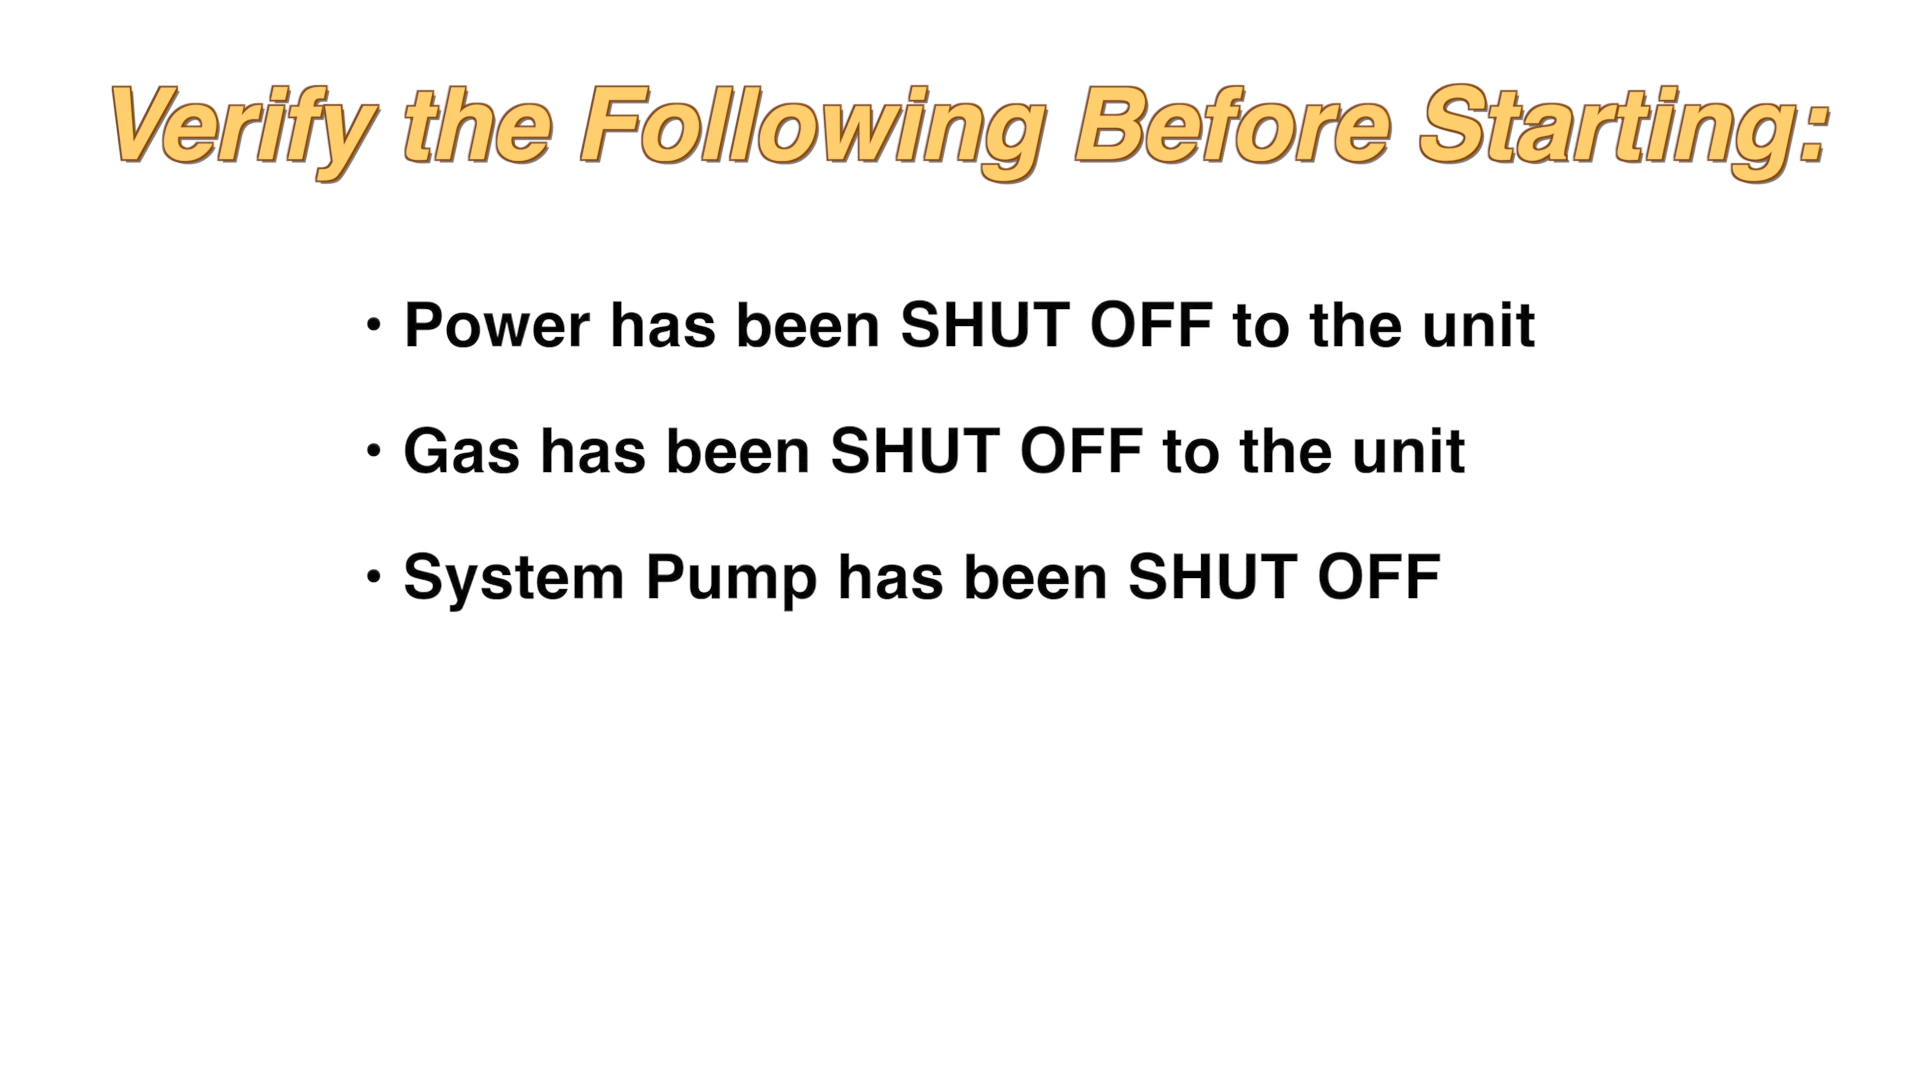 Verify the Following Before Starting:
• Power has been SHUT OFF to the unit
• Gas has been SHUT OFF to the unit
• System Pump has been SHUT OFF